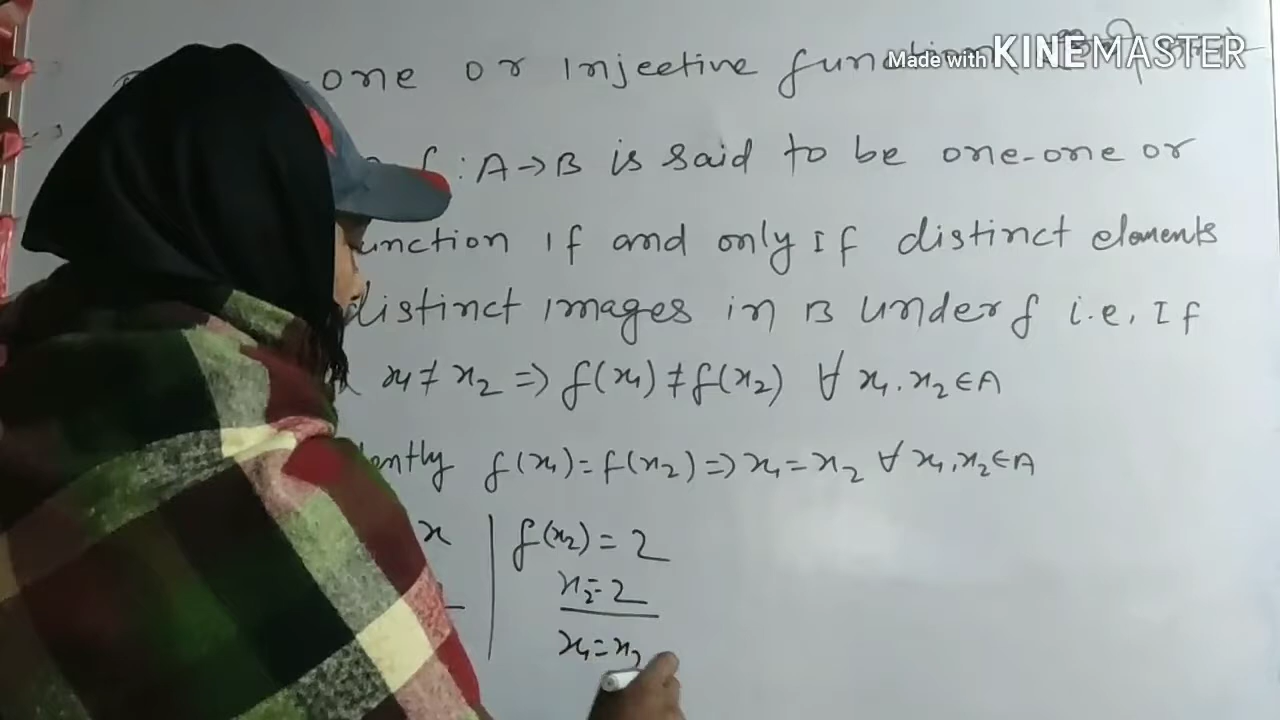 one or Injective function
Made with KINEMASTER
f: A→B is said to be one-one or
unction If and only If distinct elements
distinct images in B under f i.e. If
x₁ ≠ x₂ => f(x₁) ≠ f(x₂) ∀ x₁, x₂ ∈ A
ently f(x₁) = f(x₂) => x₁ = x₂ ∀ x₁, x₂ ∈ A
x | f(x₂) = 2
x₂ = 2
x₁ = x₂